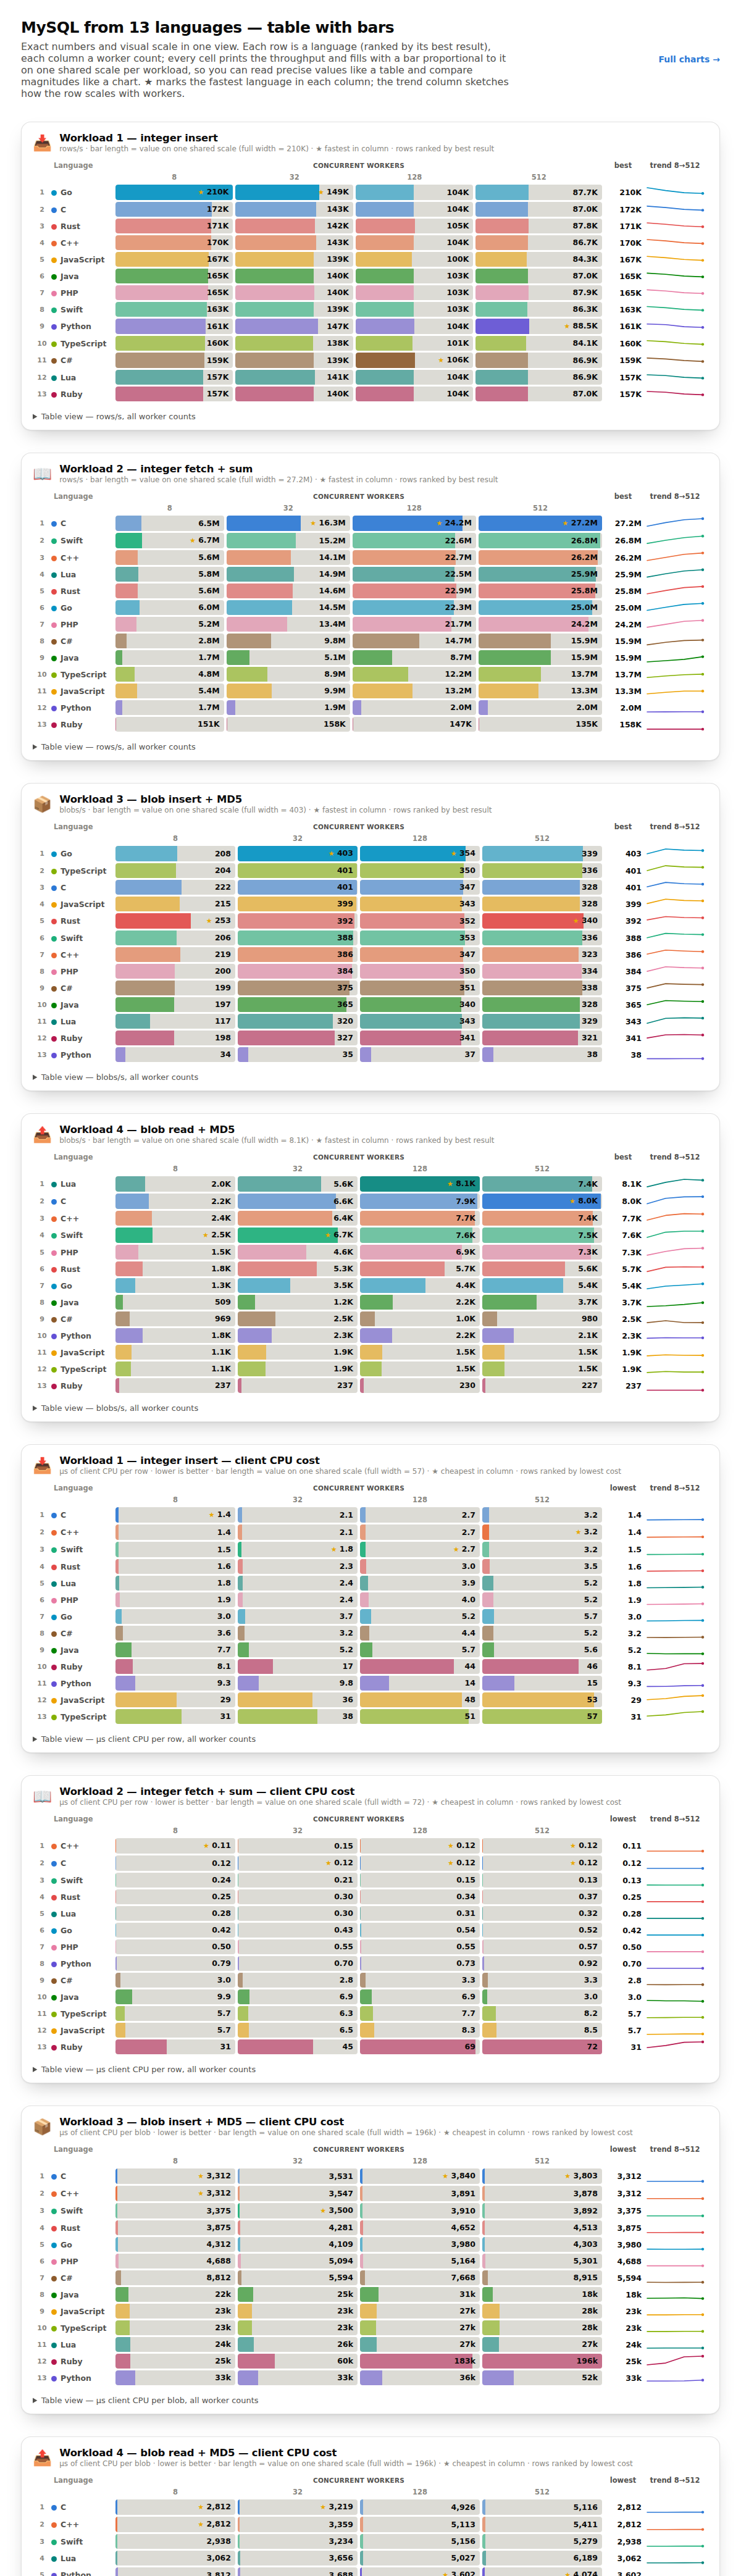 MySQL from 13 languages — table with bars
Exact numbers and visual scale in one view. Each row is a language (ranked by its best result),
each column a worker count; every cell prints the throughput and fills with a bar proportional to it
on one shared scale per workload, so you can read precise values like a table and compare
magnitudes like a chart. ★ marks the fastest language in each column; the trend column sketches
how the row scales with workers.
Full charts →
Workload 1 — integer insert
rows/s · bar length = value on one shared scale (full width = 210K) · ★ fastest in column · rows ranked by best result
Language CONCURRENT WORKERS best trend 8→512
8 32 128 512
1 Go ★ 210K ★ 149K 104K 87.7K 210K
2 C 172K 143K 104K 87.0K 172K
3 Rust 171K 142K 105K 87.8K 171K
4 C++ 170K 143K 104K 86.7K 170K
5 JavaScript 167K 139K 100K 84.3K 167K
6 Java 165K 140K 103K 87.0K 165K
7 PHP 165K 140K 103K 87.9K 165K
8 Swift 163K 139K 103K 86.3K 163K
9 Python 161K 147K 104K ★ 88.5K 161K
10 TypeScript 160K 138K 101K 84.1K 160K
11 C# 159K 139K ★ 106K 86.9K 159K
12 Lua 157K 141K 104K 86.9K 157K
13 Ruby 157K 140K 104K 87.0K 157K
▶ Table view — rows/s, all worker counts
Workload 2 — integer fetch + sum
rows/s · bar length = value on one shared scale (full width = 27.2M) · ★ fastest in column · rows ranked by best result
Language CONCURRENT WORKERS best trend 8→512
8 32 128 512
1 C 6.5M ★ 16.3M ★ 24.2M ★ 27.2M 27.2M
2 Swift ★ 6.7M 15.2M 22.6M 26.8M 26.8M
3 C++ 5.6M 14.1M 22.7M 26.2M 26.2M
4 Lua 5.8M 14.9M 22.5M 25.9M 25.9M
5 Rust 5.6M 14.6M 22.9M 25.8M 25.8M
6 Go 6.0M 14.5M 22.3M 25.0M 25.0M
7 PHP 5.2M 13.4M 21.7M 24.2M 24.2M
8 C# 2.8M 9.8M 14.7M 15.9M 15.9M
9 Java 1.7M 5.1M 8.7M 15.9M 15.9M
10 TypeScript 4.8M 8.9M 12.2M 13.7M 13.7M
11 JavaScript 5.4M 9.9M 13.2M 13.3M 13.3M
12 Python 1.7M 1.9M 2.0M 2.0M 2.0M
13 Ruby 151K 158K 147K 135K 158K
▶ Table view — rows/s, all worker counts
Workload 3 — blob insert + MD5
blobs/s · bar length = value on one shared scale (full width = 403) · ★ fastest in column · rows ranked by best result
Language CONCURRENT WORKERS best trend 8→512
8 32 128 512
1 Go 208 ★ 403 ★ 354 339 403
2 TypeScript 204 401 350 336 401
3 C 222 401 347 328 401
4 JavaScript 215 399 343 328 399
5 Rust ★ 253 392 352 ★ 340 392
6 Swift 206 388 353 336 388
7 C++ 219 386 347 323 386
8 PHP 200 384 350 334 384
9 C# 199 375 351 338 375
10 Java 197 365 340 328 365
11 Lua 117 320 343 329 343
12 Ruby 198 327 341 321 341
13 Python 34 35 37 38 38
▶ Table view — blobs/s, all worker counts
Workload 4 — blob read + MD5
blobs/s · bar length = value on one shared scale (full width = 8.1K) · ★ fastest in column · rows ranked by best result
Language CONCURRENT WORKERS best trend 8→512
8 32 128 512
1 Lua 2.0K 5.6K ★ 8.1K 7.4K 8.1K
2 C 2.2K 6.6K 7.9K ★ 8.0K 8.0K
3 C++ 2.4K 6.4K 7.7K 7.4K 7.7K
4 Swift ★ 2.5K ★ 6.7K 7.6K 7.5K 7.6K
5 PHP 1.5K 4.6K 6.9K 7.3K 7.3K
6 Rust 1.8K 5.3K 5.7K 5.6K 5.7K
7 Go 1.3K 3.5K 4.4K 5.4K 5.4K
8 Java 509 1.2K 2.2K 3.7K 3.7K
9 C# 969 2.5K 1.0K 980 2.5K
10 Python 1.8K 2.3K 2.2K 2.1K 2.3K
11 JavaScript 1.1K 1.9K 1.5K 1.5K 1.9K
12 TypeScript 1.1K 1.9K 1.5K 1.5K 1.9K
13 Ruby 237 237 230 227 237
▶ Table view — blobs/s, all worker counts
Workload 1 — integer insert — client CPU cost
µs of client CPU per row · lower is better · bar length = value on one shared scale (full width = 57) · ★ cheapest in column · rows ranked by lowest cost
Language CONCURRENT WORKERS lowest trend 8→512
8 32 128 512
1 C ★ 1.4 2.1 2.7 3.2 1.4
2 C++ 1.4 2.1 2.7 ★ 3.2 1.4
3 Swift 1.5 ★ 1.8 ★ 2.7 3.2 1.5
4 Rust 1.6 2.3 3.0 3.5 1.6
5 Lua 1.8 2.4 3.9 5.2 1.8
6 PHP 1.9 2.4 4.0 5.2 1.9
7 Go 3.0 3.7 5.2 5.7 3.0
8 C# 3.6 3.2 4.4 5.2 3.2
9 Java 7.7 5.2 5.7 5.6 5.2
10 Ruby 8.1 17 44 46 8.1
11 Python 9.3 9.8 14 15 9.3
12 JavaScript 29 36 48 53 29
13 TypeScript 31 38 51 57 31
▶ Table view — µs client CPU per row, all worker counts
Workload 2 — integer fetch + sum — client CPU cost
µs of client CPU per row · lower is better · bar length = value on one shared scale (full width = 72) · ★ cheapest in column · rows ranked by lowest cost
Language CONCURRENT WORKERS lowest trend 8→512
8 32 128 512
1 C++ ★ 0.11 0.15 ★ 0.12 ★ 0.12 0.11
2 C 0.12 ★ 0.12 ★ 0.12 ★ 0.12 0.12
3 Swift 0.24 0.21 0.15 0.13 0.13
4 Rust 0.25 0.30 0.34 0.37 0.25
5 Lua 0.28 0.30 0.31 0.32 0.28
6 Go 0.42 0.43 0.54 0.52 0.42
7 PHP 0.50 0.55 0.55 0.57 0.50
8 Python 0.79 0.70 0.73 0.92 0.70
9 C# 3.0 2.8 3.3 3.3 2.8
10 Java 9.9 6.9 6.9 3.0 3.0
11 TypeScript 5.7 6.3 7.7 8.2 5.7
12 JavaScript 5.7 6.5 8.3 8.5 5.7
13 Ruby 31 45 69 72 31
▶ Table view — µs client CPU per row, all worker counts
Workload 3 — blob insert + MD5 — client CPU cost
µs of client CPU per blob · lower is better · bar length = value on one shared scale (full width = 196k) · ★ cheapest in column · rows ranked by lowest cost
Language CONCURRENT WORKERS lowest trend 8→512
8 32 128 512
1 C ★ 3,312 3,531 ★ 3,840 ★ 3,803 3,312
2 C++ ★ 3,312 3,547 3,891 3,878 3,312
3 Swift 3,375 ★ 3,500 3,910 3,892 3,375
4 Rust 3,875 4,281 4,652 4,513 3,875
5 Go 4,312 4,109 3,980 4,303 3,980
6 PHP 4,688 5,094 5,164 5,301 4,688
7 C# 8,812 5,594 7,668 8,915 5,594
8 Java 22k 25k 31k 18k 18k
9 JavaScript 23k 23k 27k 28k 23k
10 TypeScript 23k 23k 27k 28k 23k
11 Lua 24k 26k 27k 27k 24k
12 Ruby 25k 60k 183k 196k 25k
13 Python 33k 33k 36k 52k 33k
▶ Table view — µs client CPU per blob, all worker counts
Workload 4 — blob read + MD5 — client CPU cost
µs of client CPU per blob · lower is better · bar length = value on one shared scale (full width = 196k) · ★ cheapest in column · rows ranked by lowest cost
Language CONCURRENT WORKERS lowest trend 8→512
8 32 128 512
1 C ★ 2,812 ★ 3,219 4,926 5,116 2,812
2 C++ ★ 2,812 3,359 5,113 5,411 2,812
3 Swift 2,938 3,234 5,156 5,279 2,938
4 Lua 3,062 3,656 5,027 6,189 3,062
5 Python 3,812 3,688 ★ 3,602 ★ 4,074 3,602